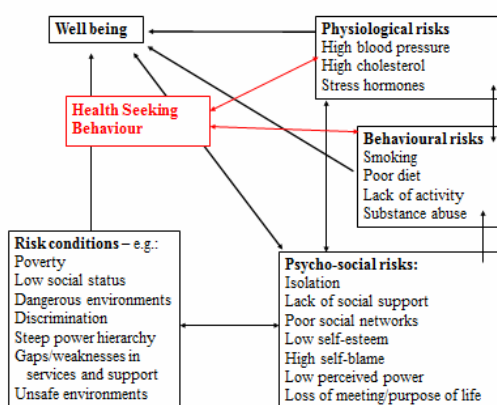 Well being
Physiological risks
High blood pressure
High cholesterol
Stress hormones
Health Seeking
Behaviour
Behavioural risks
Smoking
Poor diet
Lack of activity
Substance abuse
Risk conditions – e.g.:
Poverty
Low social status
Dangerous environments
Discrimination
Steep power hierarchy
Gaps/weaknesses in
services and support
Unsafe environments
Psycho-social risks:
Isolation
Lack of social support
Poor social networks
Low self-esteem
High self-blame
Low perceived power
Loss of meeting/purpose of life